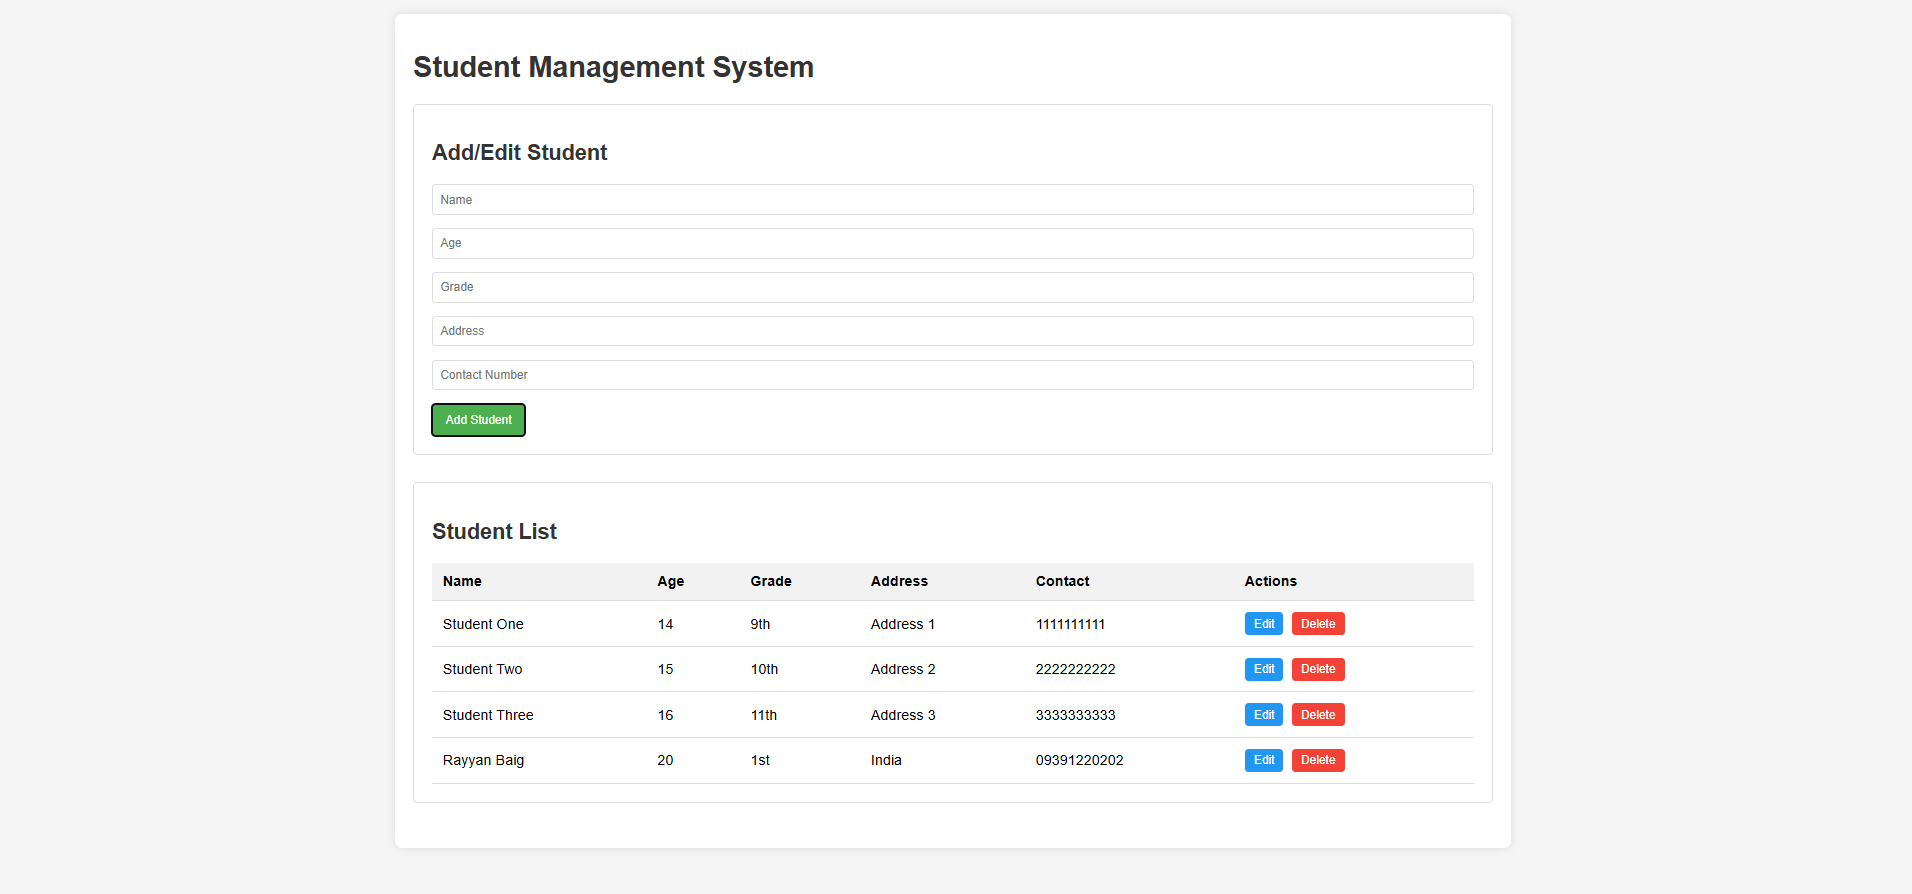 Student Management System
Add/Edit Student
Name
Age
Grade
Address
Contact Number
Add Student
Student List
Name Age Grade Address Contact Actions
Student One 14 9th Address 1 1111111111 Edit Delete
Student Two 15 10th Address 2 2222222222 Edit Delete
Student Three 16 11th Address 3 3333333333 Edit Delete
Rayyan Baig 20 1st India 09391220202 Edit Delete